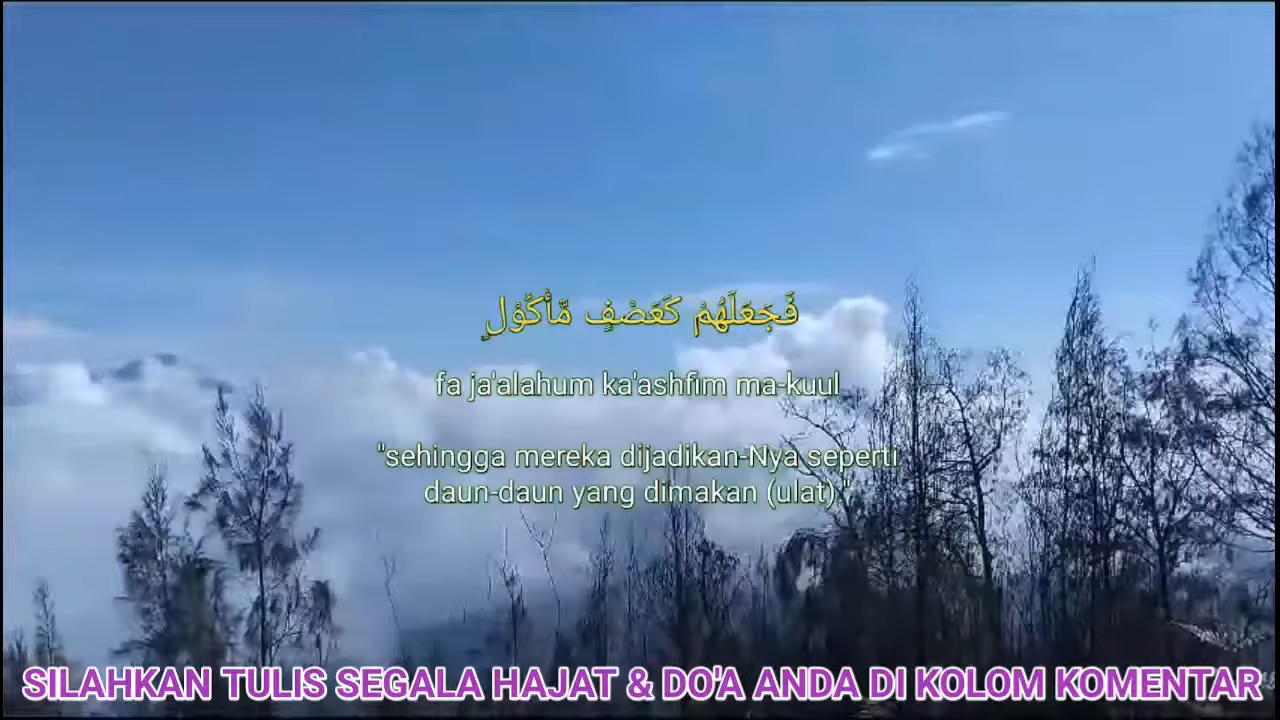 فَجَعَلَهُمْ كَعَصْفٍ مَّأْكُوْلٍ
fa ja'alahum ka'ashfim ma-kuul
"sehingga mereka dijadikan-Nya seperti
daun-daun yang dimakan (ulat)."
SILAHKAN TULIS SEGALA HAJAT & DO'A ANDA DI KOLOM KOMENTAR